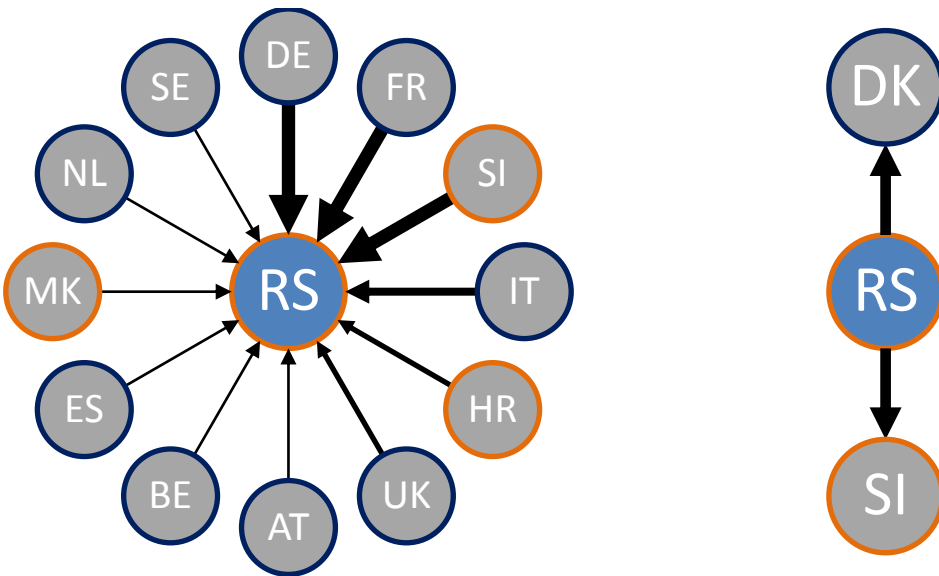 DE
SE
FR
DK
NL
SI
MK
RS
IT
RS
ES
HR
BE
UK
SI
AT